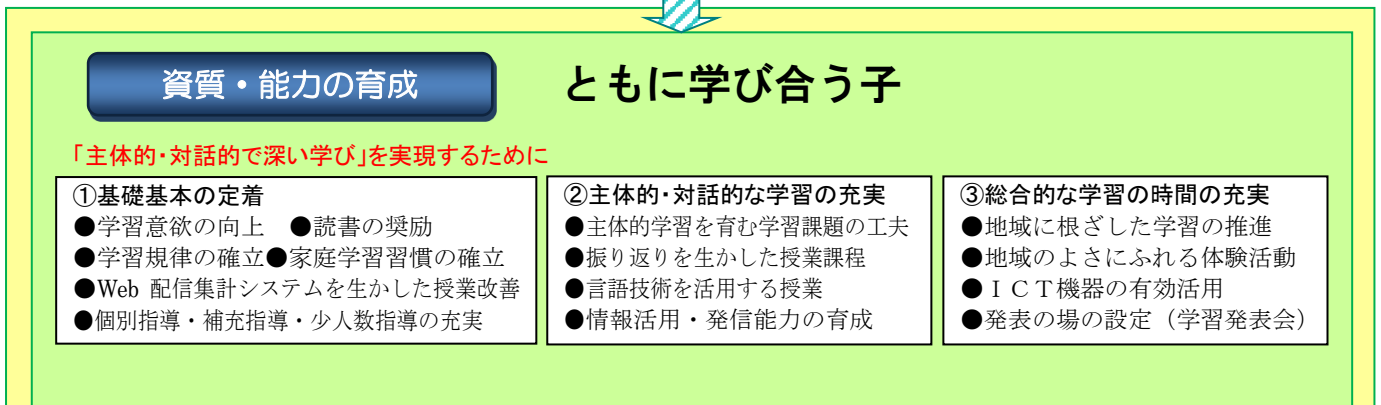 資質・能力の育成
ともに学び合う子
「主体的・対話的で深い学び」を実現するために
①基礎基本の定着
●学習意欲の向上　●読書の奨励
●学習規律の確立●家庭学習習慣の確立
●Web 配信集計システムを生かした授業改善
●個別指導・補充指導・少人数指導の充実
②主体的・対話的な学習の充実
●主体的学習を育む学習課題の工夫
●振り返りを生かした授業課程
●言語技術を活用する授業
●情報活用・発信能力の育成
③総合的な学習の時間の充実
●地域に根ざした学習の推進
●地域のよさにふれる体験活動
●ＩＣＴ機器の有効活用
●発表の場の設定（学習発表会）